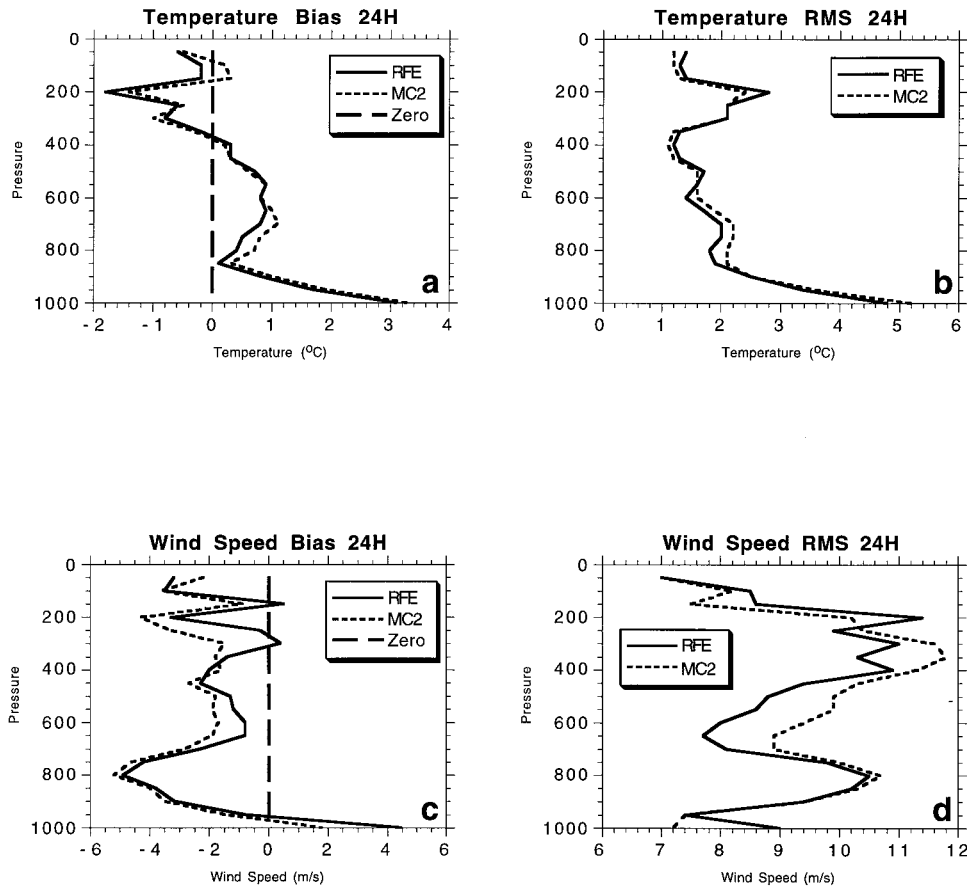 Temperature Bias 24H
0
200
400
600
800
1000
Pressure
RFE
MC2
Zero
a
-2 -1 0 1 2 3 4
Temperature (°C)
Temperature RMS 24H
0
200
400
600
800
1000
Pressure
RFE
MC2
b
0 1 2 3 4 5 6
Temperature (°C)
Wind Speed Bias 24H
0
200
400
600
800
1000
Pressure
RFE
MC2
Zero
c
-6 -4 -2 0 2 4 6
Wind Speed (m/s)
Wind Speed RMS 24H
0
200
400
600
800
1000
Pressure
RFE
MC2
d
6 7 8 9 10 11 12
Wind Speed (m/s)